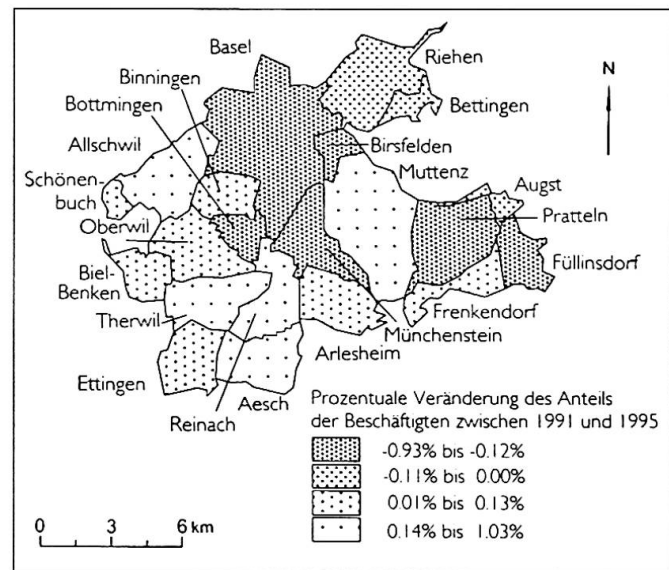 Basel
Riehen
Binningen
N
Bettingen
Bottmingen
Birsfelden
Allschwil
Muttenz
Schönen-
buch
Augst
Pratteln
Oberwil
Füllinsdorf
Biel-
Benken
Frenkendorf
Therwil
Münchenstein
Arlesheim
Ettingen
Aesch
Reinach
Prozentuale Veränderung des Anteils
der Beschäftigten zwischen 1991 und 1995
-0.93% bis -0.12%
-0.11% bis 0.00%
0.01% bis 0.13%
0.14% bis 1.03%
0 3 6 km